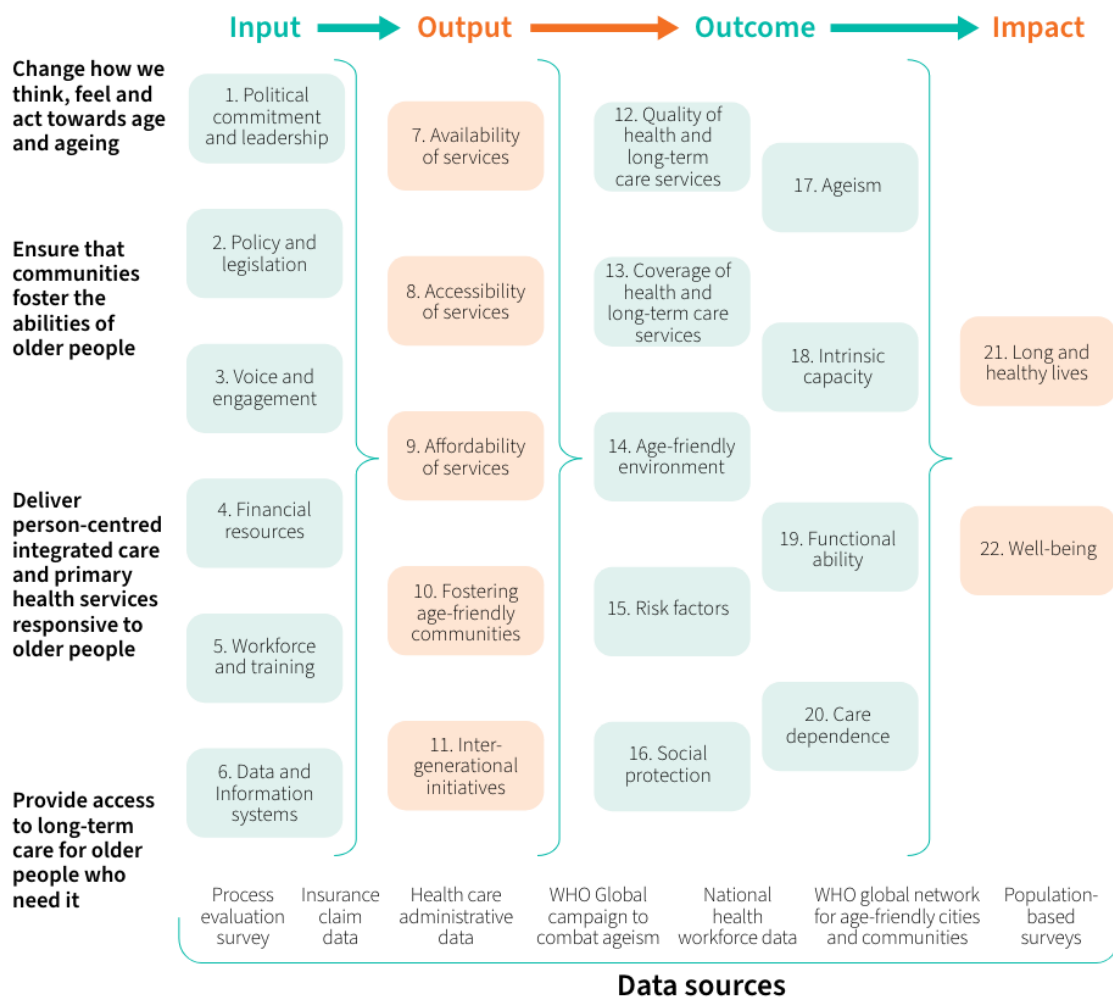 Input
Output
Outcome
Impact
Change how we
think, feel and
act towards age
and ageing
Ensure that
communities
foster the
abilities of
older people
Deliver
person-centred
integrated care
and primary
health services
responsive to
older people
Provide access
to long-term
care for older
people who
need it
1. Political
commitment
and leadership
2. Policy and
legislation
3. Voice and
engagement
4. Financial
resources
5. Workforce
and training
6. Data and
Information
systems
7. Availability
of services
8. Accessibility
of services
9. Affordability
of services
10. Fostering
age-friendly
communities
11. Inter-
generational
initiatives
12. Quality of
health and
long-term
care services
13. Coverage of
health and
long-term care
services
14. Age-friendly
environment
15. Risk factors
16. Social
protection
17. Ageism
18. Intrinsic
capacity
19. Functional
ability
20. Care
dependence
21. Long and
healthy lives
22. Well-being
Process
evaluation
survey
Insurance
claim
data
Health care
administrative
data
WHO Global
campaign to
combat ageism
National
health
workforce data
WHO global network
for age-friendly cities
and communities
Population-
based
surveys
Data sources